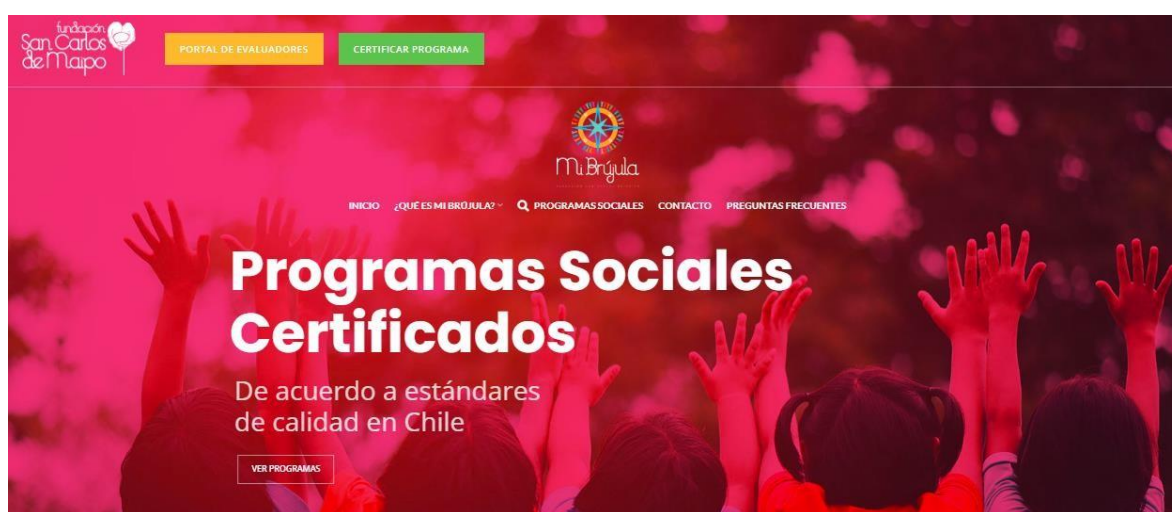 fundación
San Carlos
de Maipo
PORTAL DE EVALUADORES
CERTIFICAR PROGRAMA
Mi Brújula
INICIO ¿QUÉ ES MI BRÚJULA? PROGRAMAS SOCIALES CONTACTO PREGUNTAS FRECUENTES
Programas Sociales
Certificados
De acuerdo a estándares
de calidad en Chile
VER PROGRAMAS